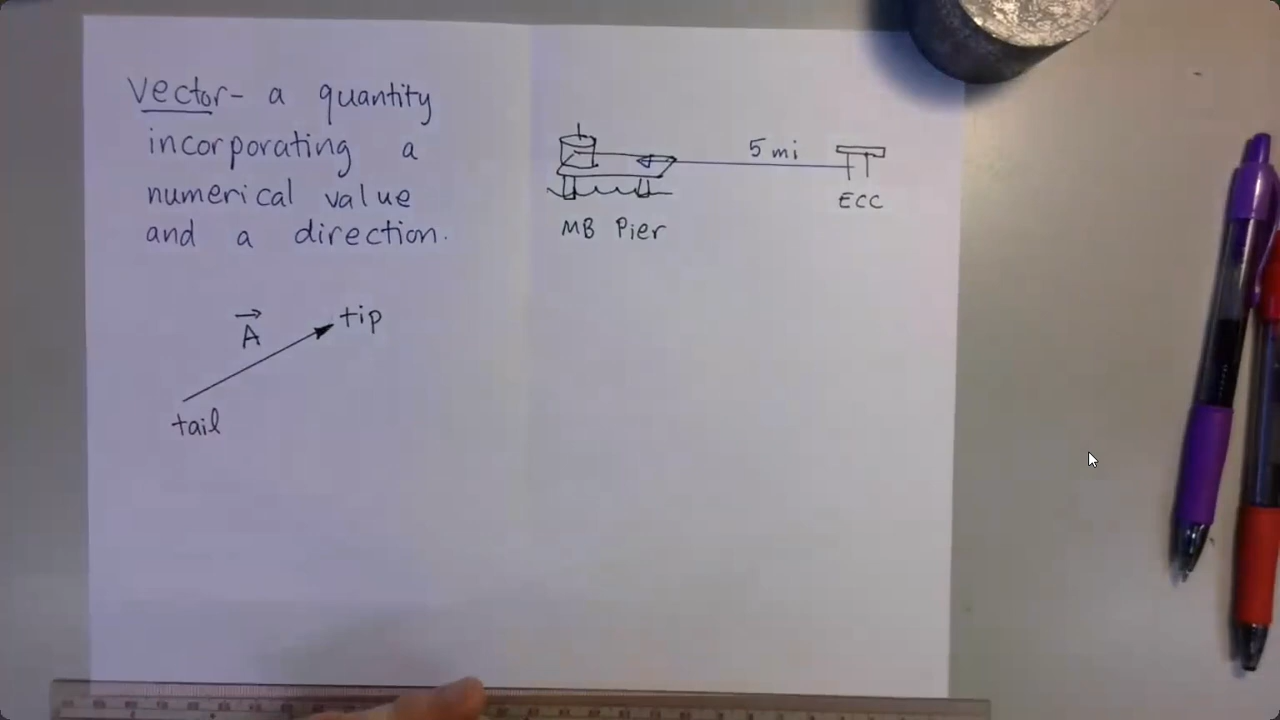 Vector- a quantity
incorporating a
numerical value
and a direction.
A
tip
tail
5 mi
ECC
MB Pier